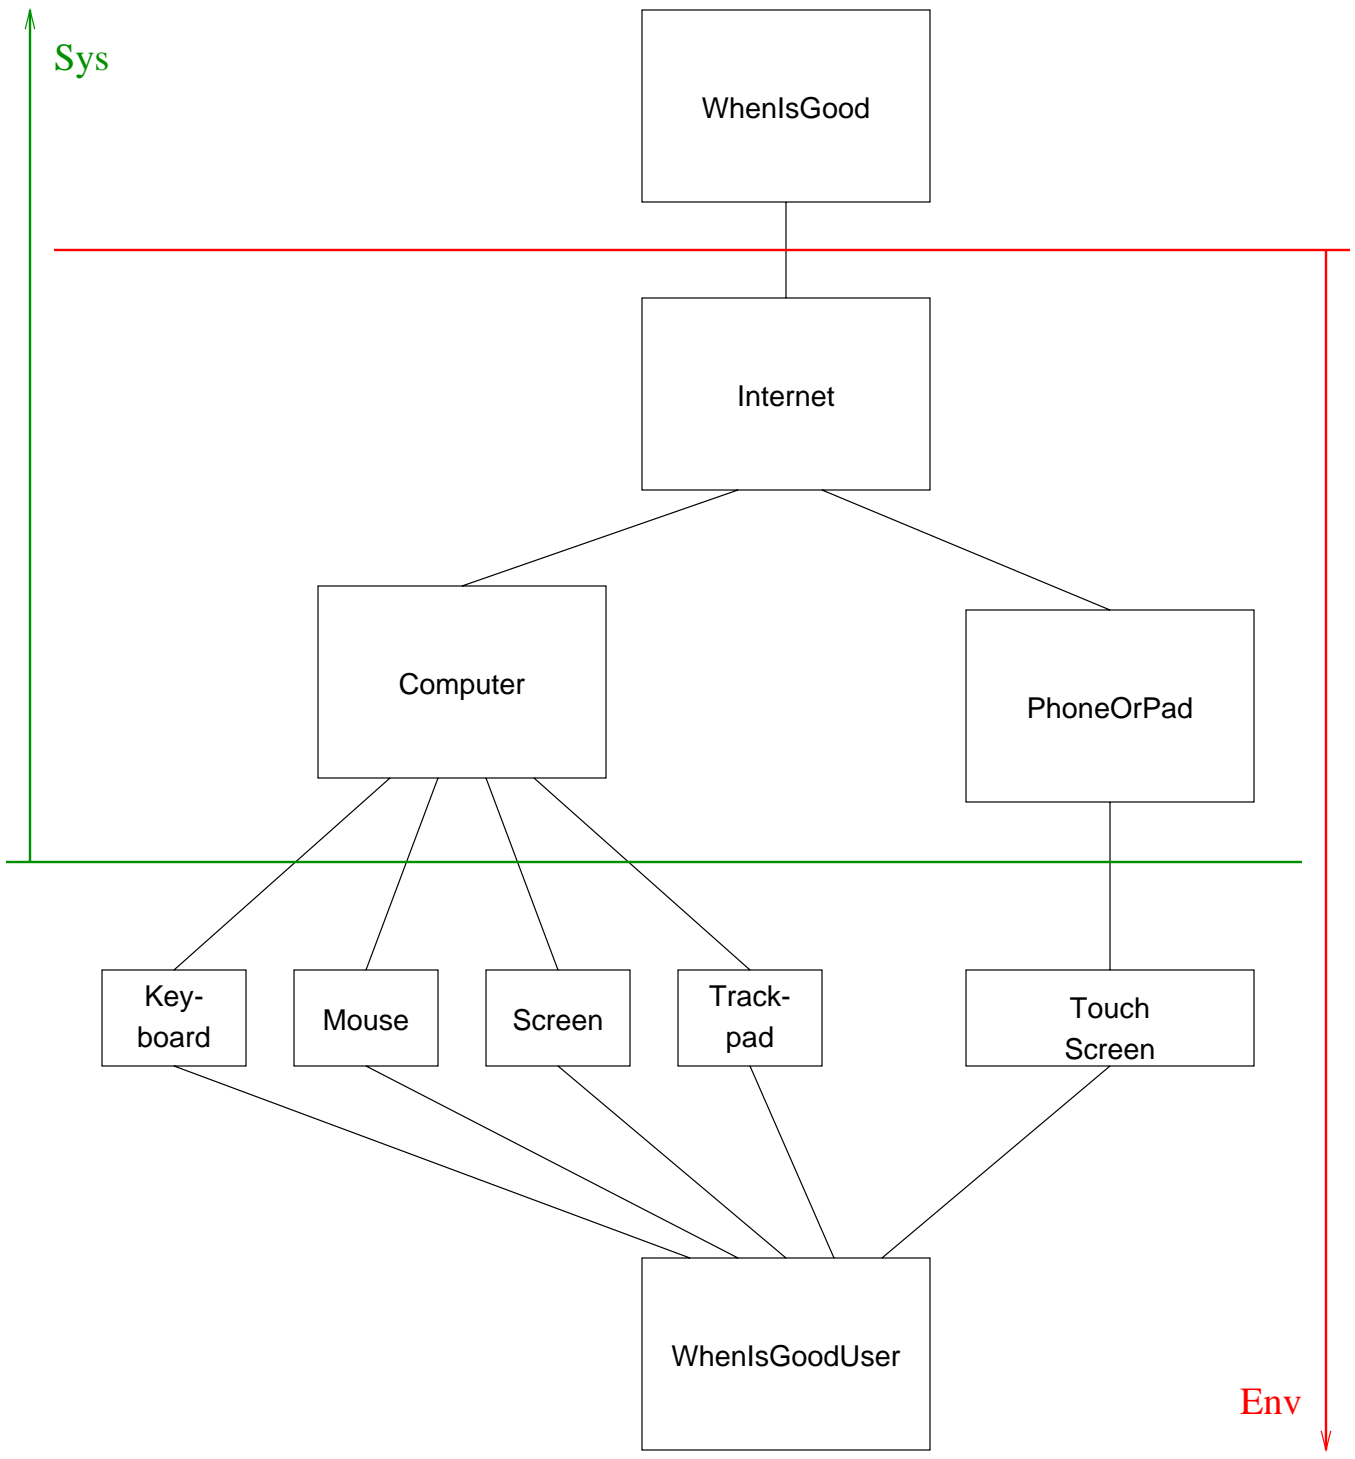 Sys
WhenIsGood
Internet
Computer
PhoneOrPad
Key-
board
Mouse
Screen
Track-
pad
Touch
Screen
WhenIsGoodUser
Env